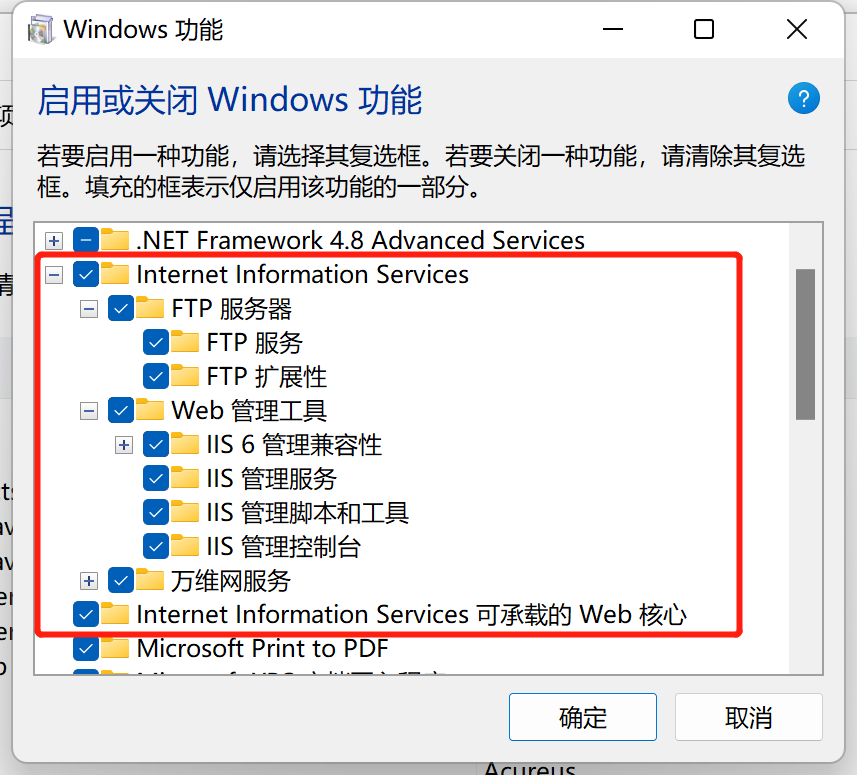 Windows 功能
启用或关闭 Windows 功能
若要启用一种功能，请选择其复选框。若要关闭一种功能，请清除其复选
框。填充的框表示仅启用该功能的一部分。
.NET Framework 4.8 Advanced Services
Internet Information Services
FTP 服务器
FTP 服务
FTP 扩展性
Web 管理工具
IIS 6 管理兼容性
IIS 管理服务
IIS 管理脚本和工具
IIS 管理控制台
万维网服务
Internet Information Services 可承载的 Web 核心
Microsoft Print to PDF
确定
取消
Acureus